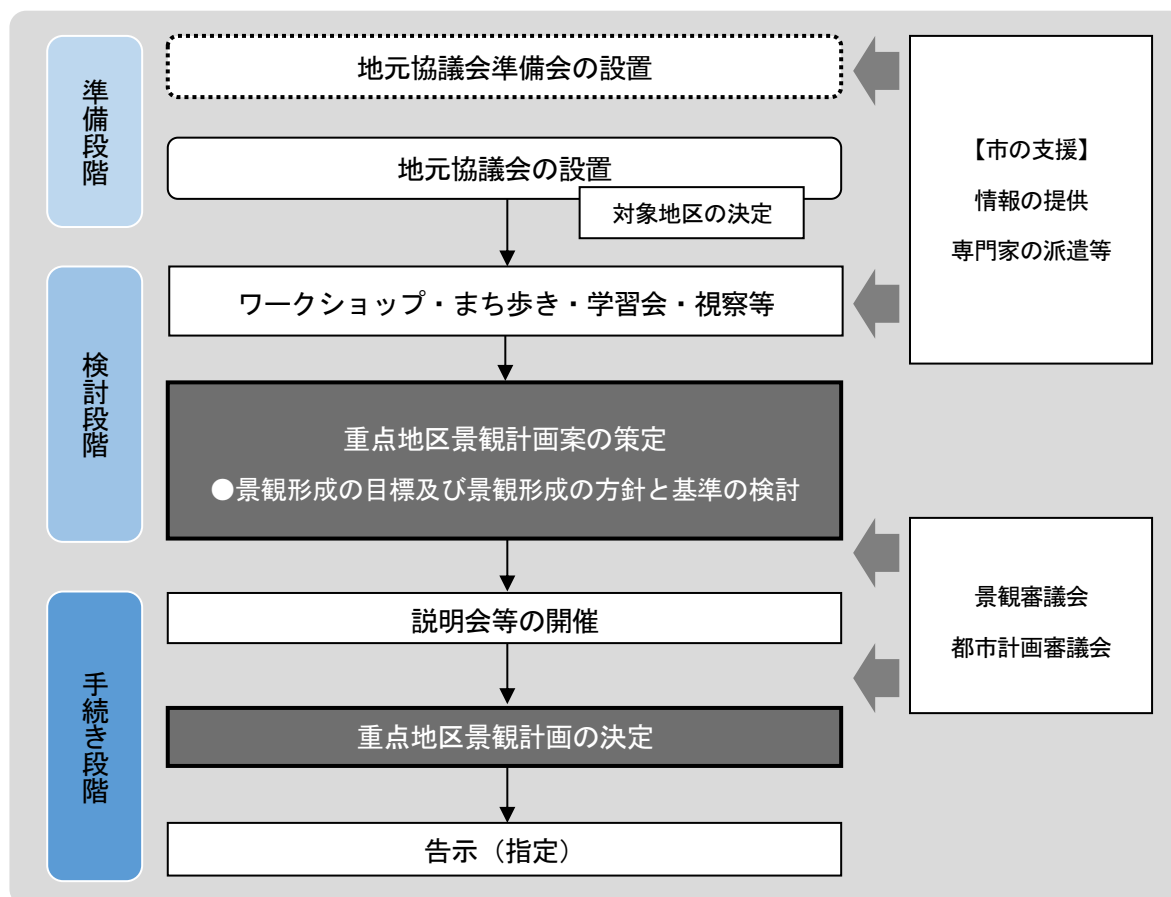 準備段階
地元協議会準備会の設置
地元協議会の設置
対象地区の決定
【市の支援】
情報の提供
専門家の派遣等
検討段階
ワークショップ・まち歩き・学習会・視察等
重点地区景観計画案の策定
●景観形成の目標及び景観形成の方針と基準の検討
景観審議会
都市計画審議会
手続き段階
説明会等の開催
重点地区景観計画の決定
告示（指定）